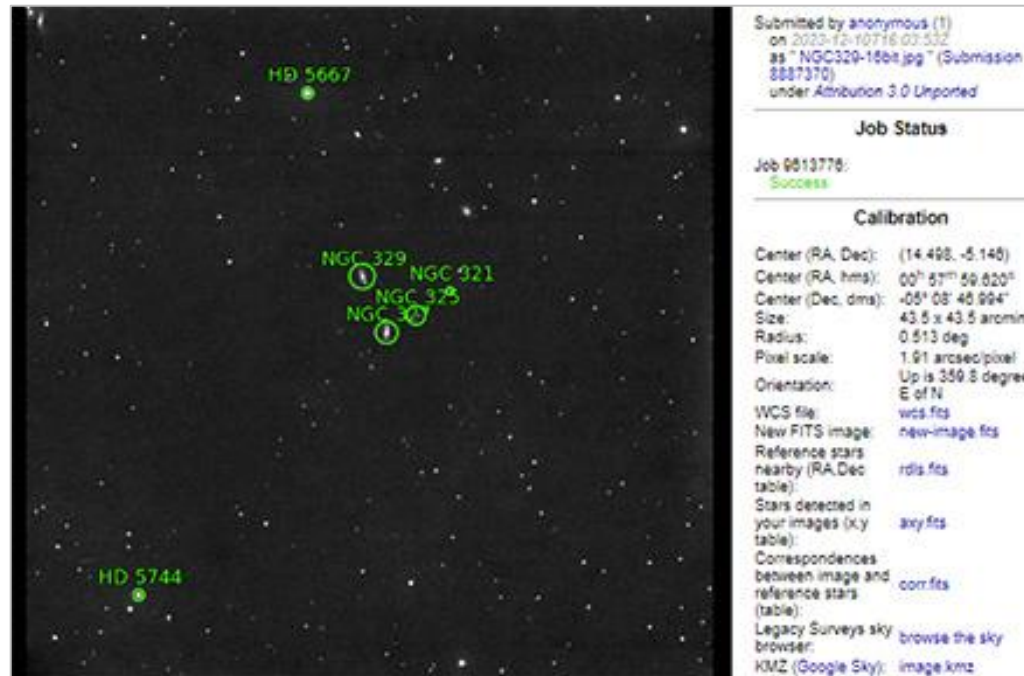 HD 5667
NGC 329
NGC 321
NGC 325
NGC
HD 5744
Submitted by anonymous (1)
on 2023-12-10T16:03:53Z
as " NGC329-16bit.jpg " (Submission
8887370)
under Attribution 3.0 Unported
Job Status
Job 9613776:
Success
Calibration
Center (RA, Dec): (14.498, -5.146)
Center (RA, hms): 00h 57m 59.620s
Center (Dec, dms): -05° 08' 46.994"
Size: 43.5 x 43.5 arcmin
Radius: 0.513 deg
Pixel scale: 1.91 arcsec/pixel
Orientation: Up is 359.8 degrees
E of N
WCS file: wcs.fits
New FITS image: new-image.fits
Reference stars
nearby (RA,Dec rdls.fits
table):
Stars detected in
your images (x,y axy.fits
table):
Correspondences
between image and corr.fits
reference stars
(table):
Legacy Surveys sky browse the sky
browser:
KMZ (Google Sky): image.kmz